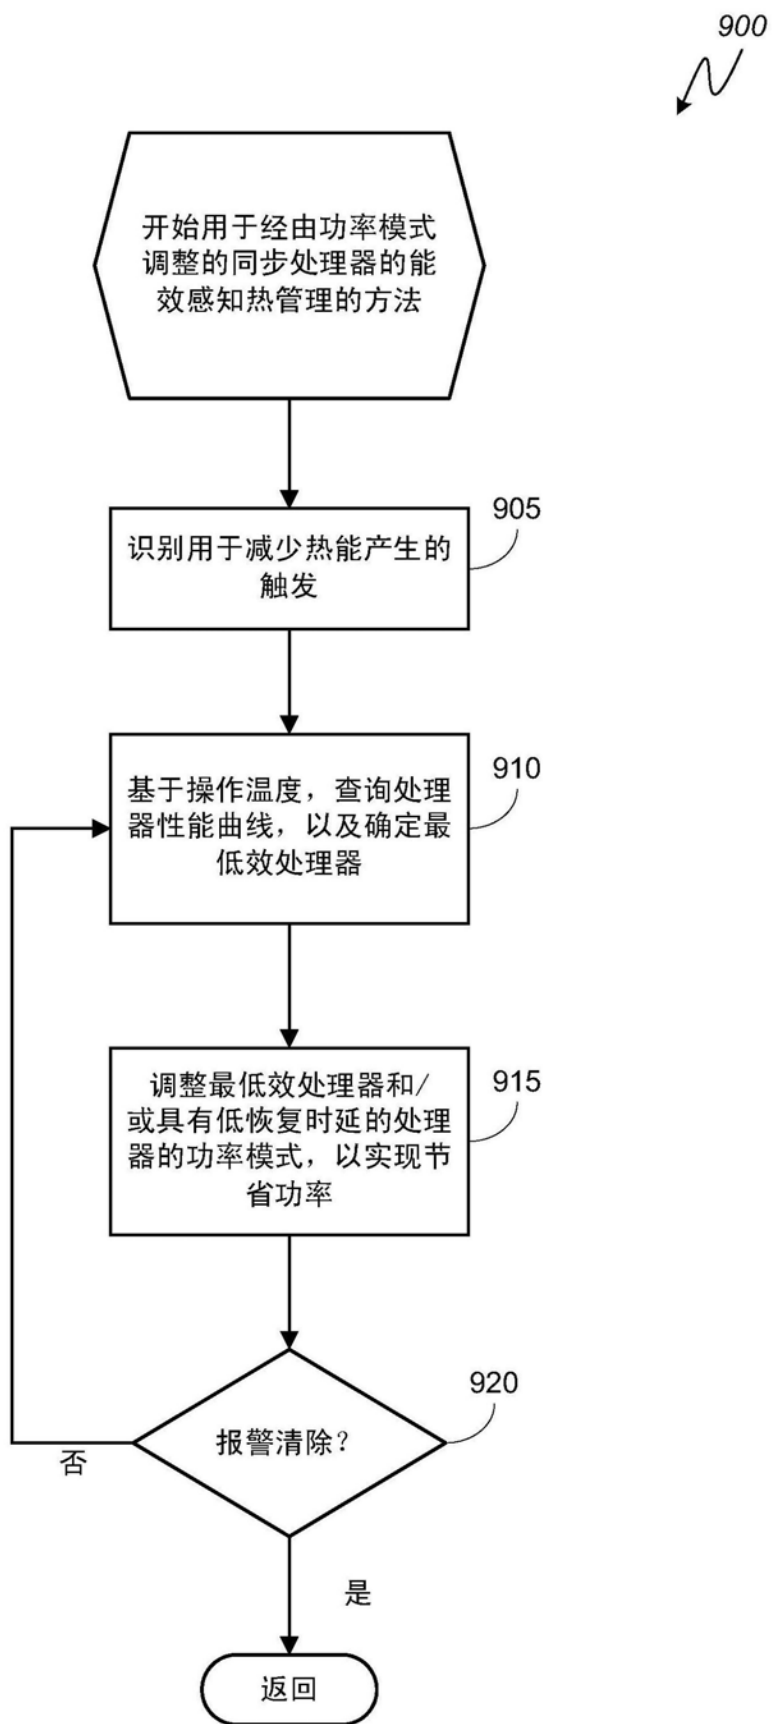 900
开始用于经由功率模式
调整的同步处理器的能
效感知热管理的方法
905
识别用于减少热能产生的
触发
910
基于操作温度，查询处理
器性能曲线，以及确定最
低效处理器
915
调整最低效处理器和/
或具有低恢复时延的处理
器的功率模式，以实现节
省功率
920
报警清除？
否
是
返回